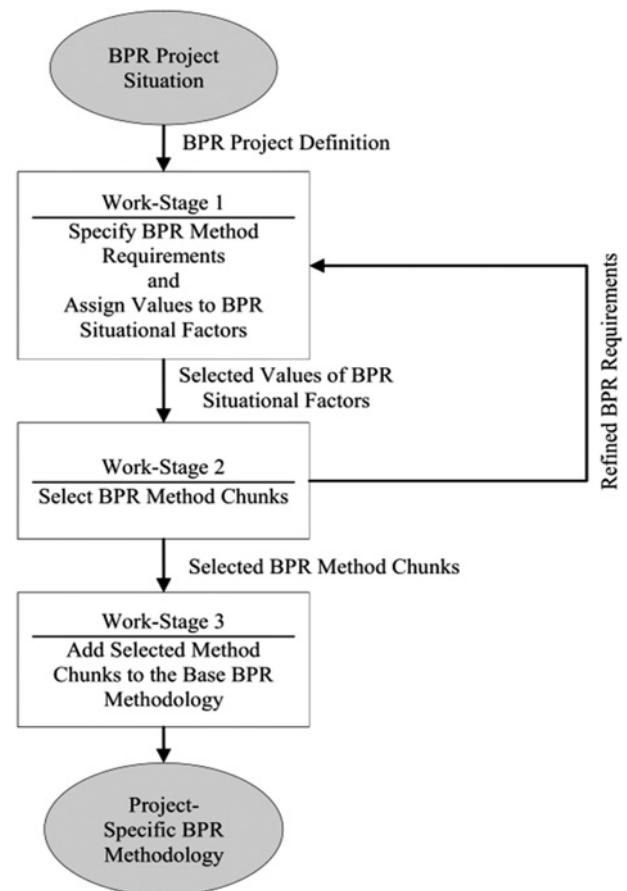 BPR Project
Situation
BPR Project Definition
Work-Stage 1
Specify BPR Method
Requirements
and
Assign Values to BPR
Situational Factors
Selected Values of BPR
Situational Factors
Refined BPR Requirements
Work-Stage 2
Select BPR Method Chunks
Selected BPR Method Chunks
Work-Stage 3
Add Selected Method
Chunks to the Base BPR
Methodology
Project-
Specific BPR
Methodology